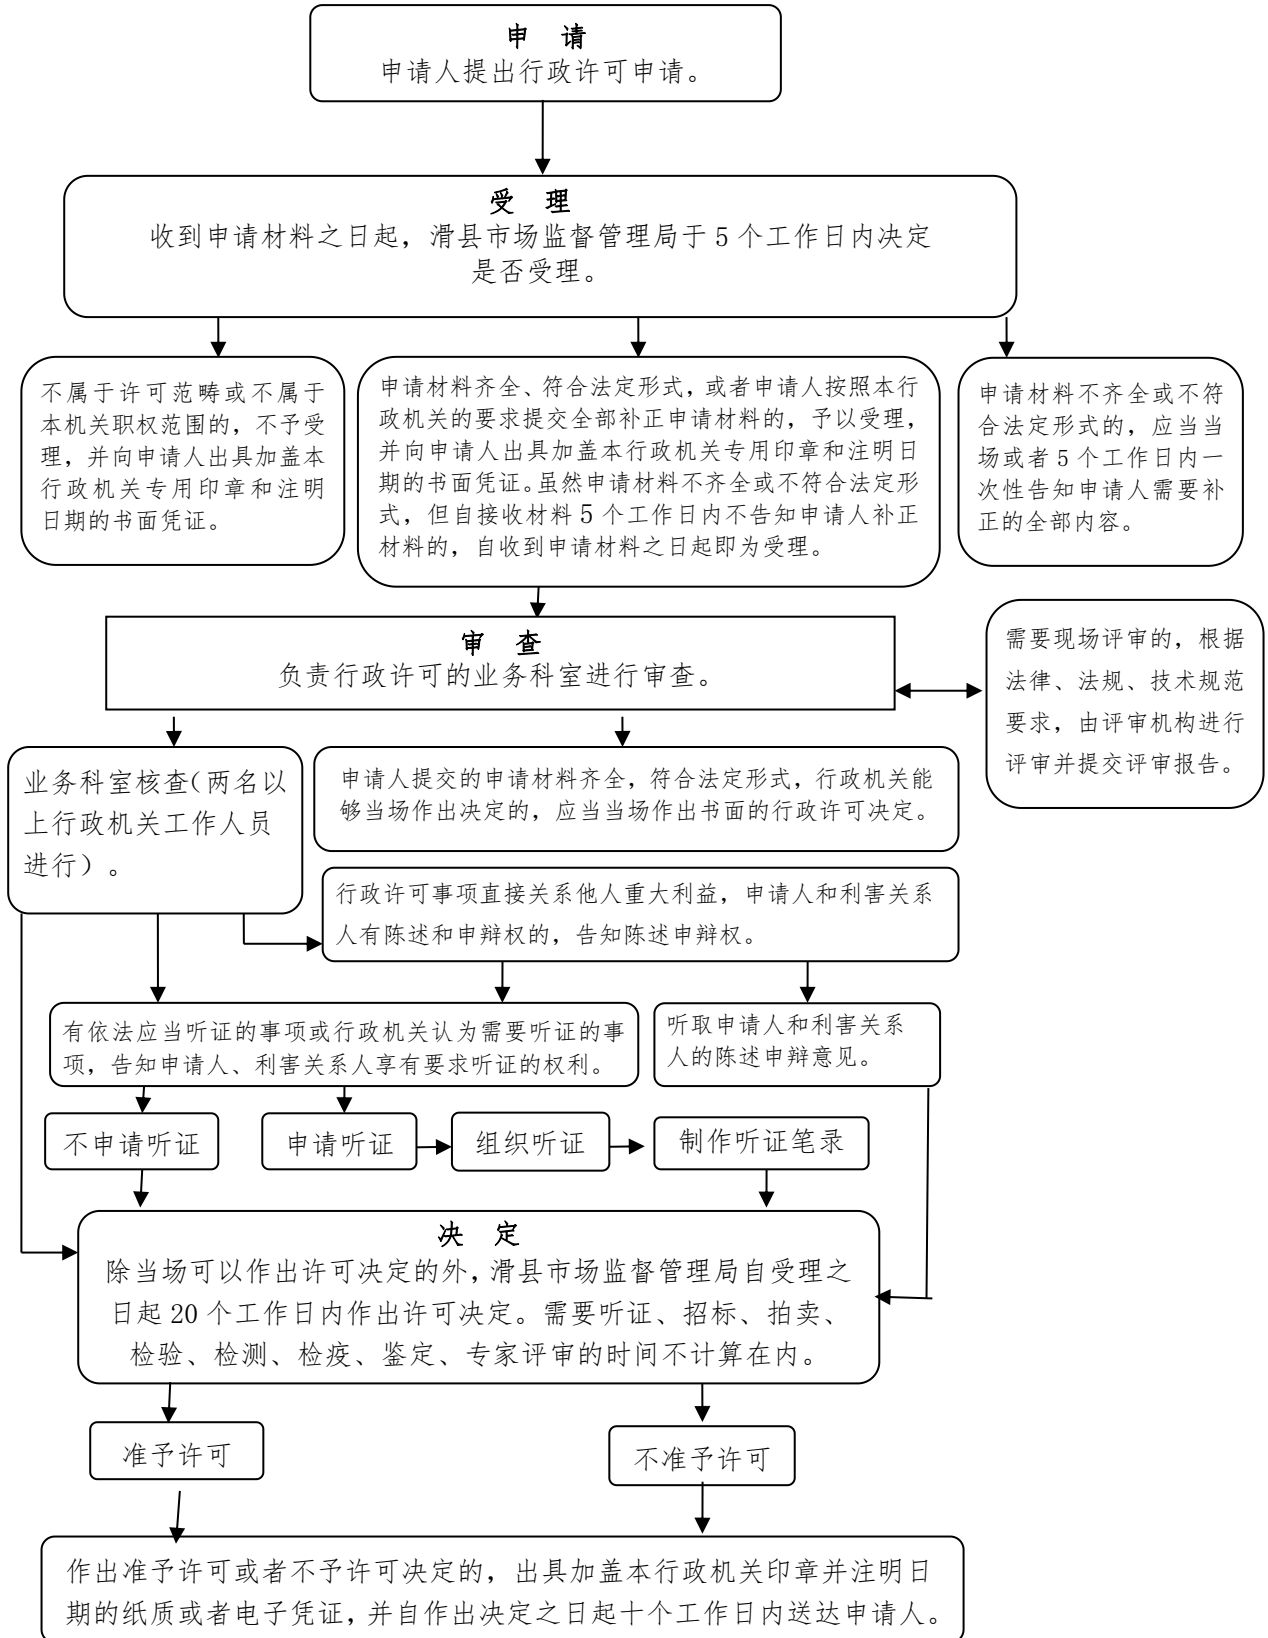 申 请
申请人提出行政许可申请。
受 理
收到申请材料之日起，滑县市场监督管理局于 5 个工作日内决定
是否受理。
不属于许可范畴或不属于
本机关职权范围的，不予受
理，并向申请人出具加盖本
行政机关专用印章和注明
日期的书面凭证。
申请材料齐全、符合法定形式，或者申请人按照本行
政机关的要求提交全部补正申请材料的，予以受理，
并向申请人出具加盖本行政机关专用印章和注明日
期的书面凭证。虽然申请材料不齐全或不符合法定形
式，但自接收材料 5 个工作日内不告知申请人补正
材料的，自收到申请材料之日起即为受理。
申请材料不齐全或不符
合法定形式的，应当当
场或者 5 个工作日内一
次性告知申请人需要补
正的全部内容。
审 查
负责行政许可的业务科室进行审查。
需要现场评审的，根据
法律、法规、技术规范
要求，由评审机构进行
评审并提交评审报告。
业务科室核查（两名以
上行政机关工作人员
进行）。
申请人提交的申请材料齐全，符合法定形式，行政机关能
够当场作出决定的，应当当场作出书面的行政许可决定。
行政许可事项直接关系他人重大利益，申请人和利害关系
人有陈述和申辩权的，告知陈述申辩权。
有依法应当听证的事项或行政机关认为需要听证的事
项，告知申请人、利害关系人享有要求听证的权利。
听取申请人和利害关系
人的陈述申辩意见。
不申请听证
申请听证
组织听证
制作听证笔录
决 定
除当场可以作出许可决定的外，滑县市场监督管理局自受理之
日起 20 个工作日内作出许可决定。需要听证、招标、拍卖、
检验、检测、检疫、鉴定、专家评审的时间不计算在内。
准予许可
不准予许可
作出准予许可或者不予许可决定的，出具加盖本行政机关印章并注明日
期的纸质或者电子凭证，并自作出决定之日起十个工作日内送达申请人。